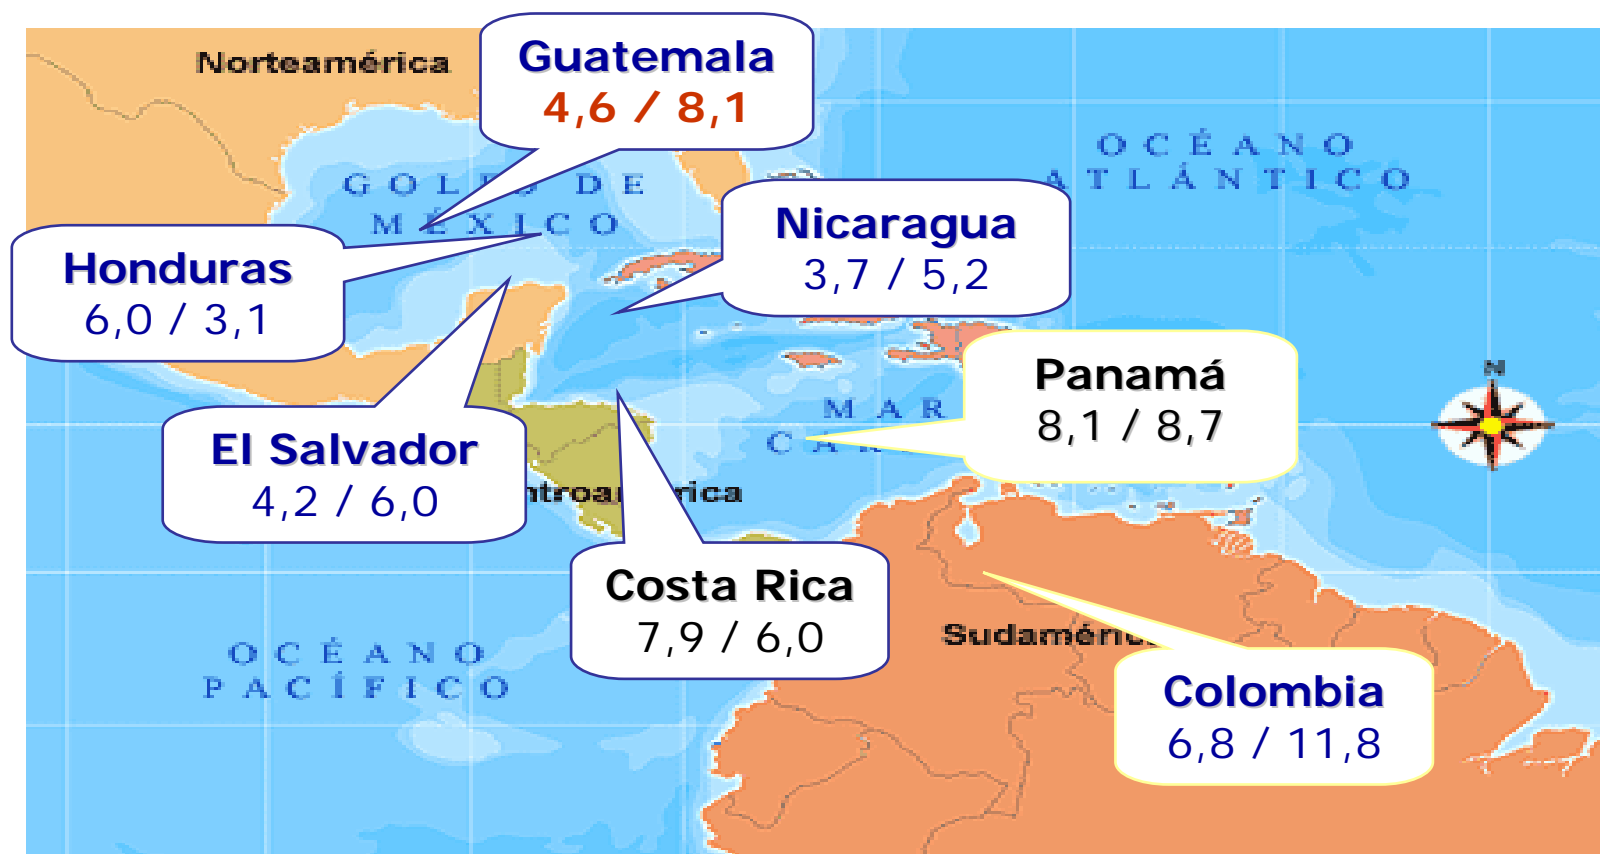 Norteamérica
Guatemala
4,6 / 8,1
OCÉANO
ATLÁNTICO
GOLFO DE
MÉXICO
Nicaragua
3,7 / 5,2
Honduras
6,0 / 3,1
Panamá
8,1 / 8,7
N
MAR
El Salvador
4,2 / 6,0
Costa Rica
7,9 / 6,0
OCÉANO
PACÍFICO
Colombia
6,8 / 11,8